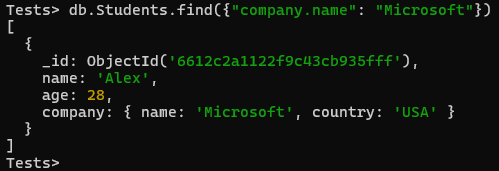 Tests> db.Students.find({"company.name": "Microsoft"})
[
  {
    _id: ObjectId('6612c2a1122f9c43cb935fff'),
    name: 'Alex',
    age: 28,
    company: { name: 'Microsoft', country: 'USA' }
  }
]
Tests>